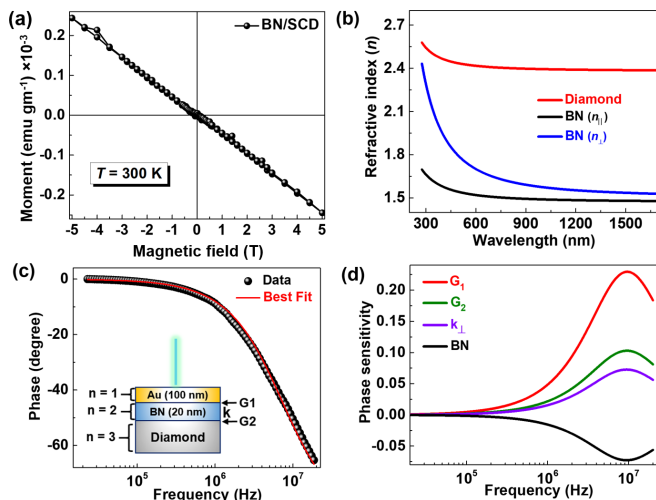 (a)
BN/SCD
Moment (emu gm⁻¹) ×10⁻³
0.2
0.0
-0.2
T = 300 K
-5 -4 -3 -2 -1 0 1 2 3 4 5
Magnetic field (T)
(b)
Refractive index (n)
2.7
2.4
2.1
1.8
1.5
Diamond
BN (n||)
BN (n⊥)
300 600 900 1200 1500
Wavelength (nm)
(c)
Data
Best Fit
Phase (degree)
0
-20
-40
-60
n = 1
Au (100 nm)
G1
n = 2
BN (20 nm)
k
G2
n = 3
Diamond
10⁵ 10⁶ 10⁷
Frequency (Hz)
(d)
G₁
G₂
k⊥
BN
Phase sensitivity
0.20
0.15
0.10
0.05
0.00
-0.05
10⁵ 10⁶ 10⁷
Frequency (Hz)